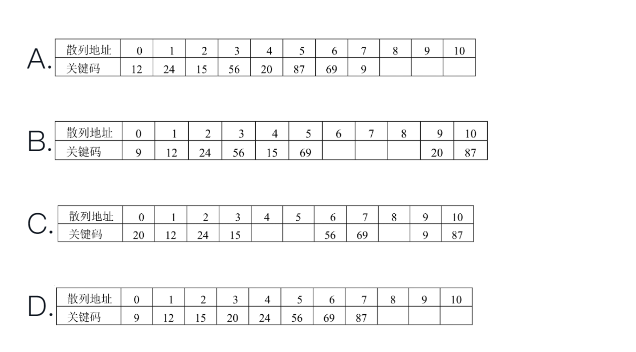 A.
散列地址 0 1 2 3 4 5 6 7 8 9 10
关键码 12 24 15 56 20 87 69 9
B.
散列地址 0 1 2 3 4 5 6 7 8 9 10
关键码 9 12 24 56 15 69 20 87
C.
散列地址 0 1 2 3 4 5 6 7 8 9 10
关键码 20 12 24 15 56 69 9 87
D.
散列地址 0 1 2 3 4 5 6 7 8 9 10
关键码 9 12 15 20 24 56 69 87